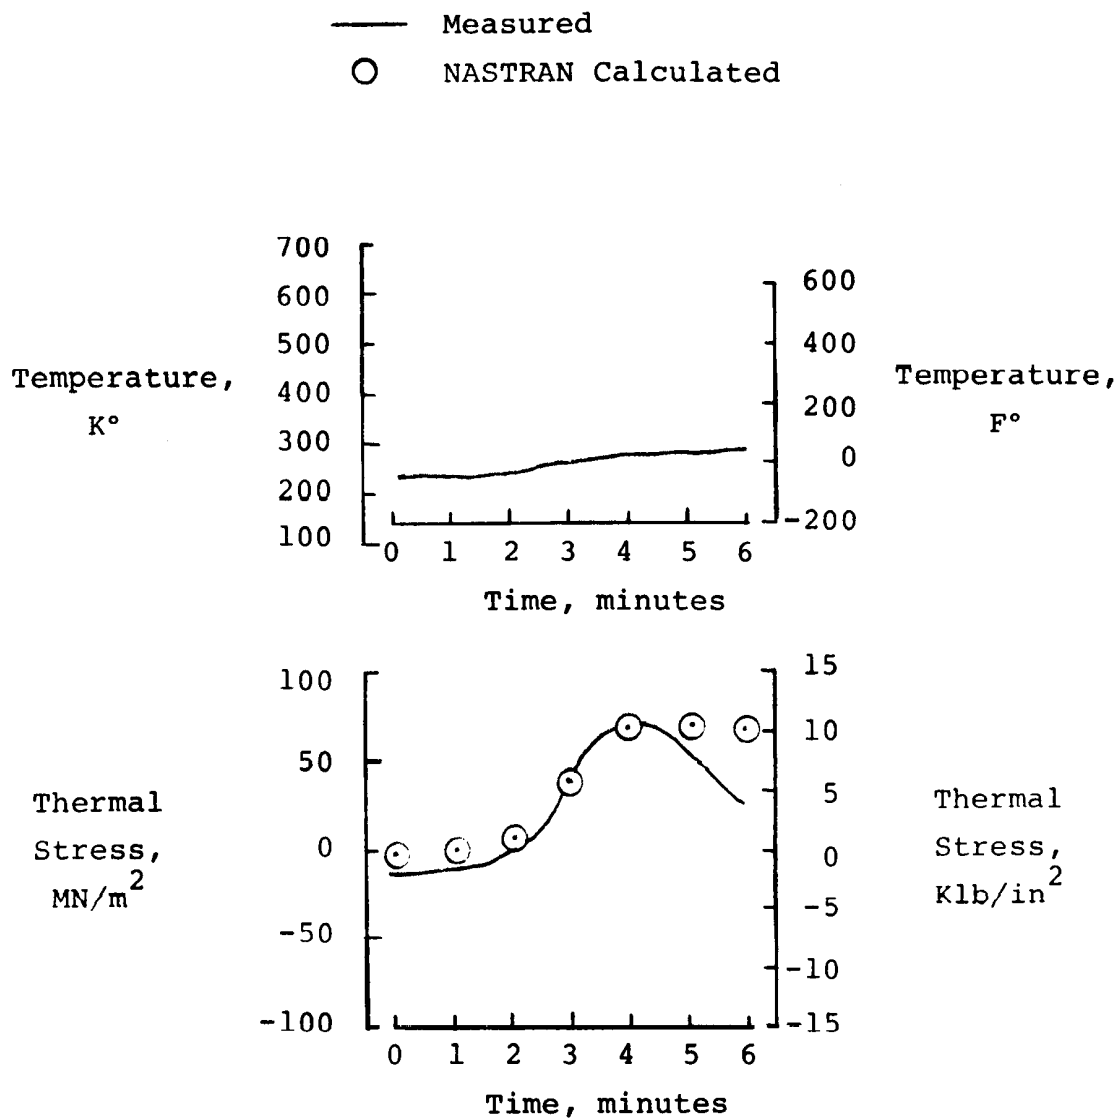 Measured
NASTRAN Calculated
700
600
500
400
300
200
100
Temperature,
K°
600
400
200
0
-200
Temperature,
F°
0 1 2 3 4 5 6
Time, minutes
100
50
0
-50
-100
Thermal
Stress,
MN/m²
15
10
5
0
-5
-10
-15
Thermal
Stress,
Klb/in²
0 1 2 3 4 5 6
Time, minutes